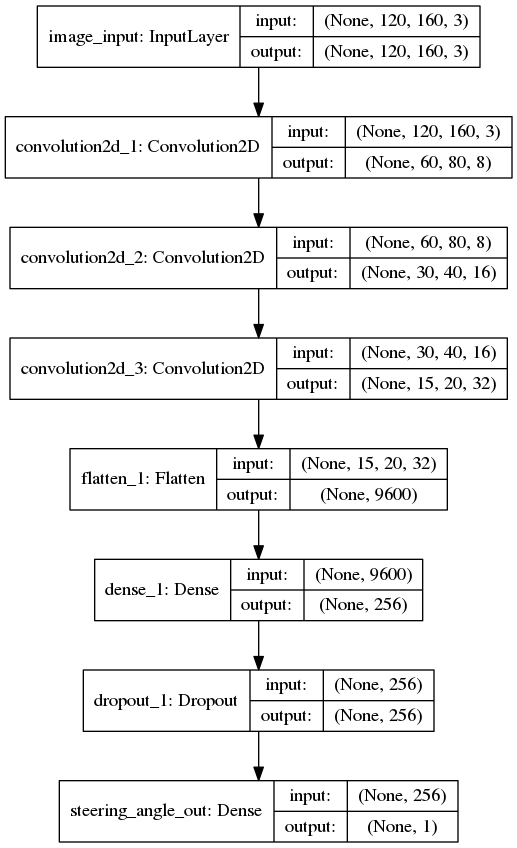 image_input: InputLayer
input: (None, 120, 160, 3)
output: (None, 120, 160, 3)
convolution2d_1: Convolution2D
input: (None, 120, 160, 3)
output: (None, 60, 80, 8)
convolution2d_2: Convolution2D
input: (None, 60, 80, 8)
output: (None, 30, 40, 16)
convolution2d_3: Convolution2D
input: (None, 30, 40, 16)
output: (None, 15, 20, 32)
flatten_1: Flatten
input: (None, 15, 20, 32)
output: (None, 9600)
dense_1: Dense
input: (None, 9600)
output: (None, 256)
dropout_1: Dropout
input: (None, 256)
output: (None, 256)
steering_angle_out: Dense
input: (None, 256)
output: (None, 1)